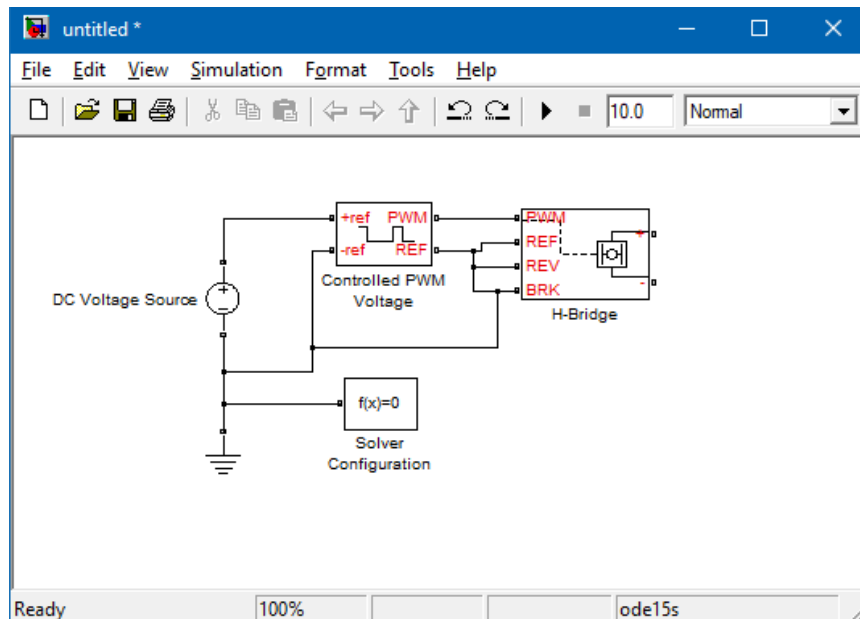 untitled *
File Edit View Simulation Format Tools Help
10.0 Normal
+ref PWM
-ref REF
Controlled PWM
Voltage
PWM
REF
REV
BRK
+
-
H-Bridge
DC Voltage Source
+
-
f(x)=0
Solver
Configuration
Ready 100% ode15s